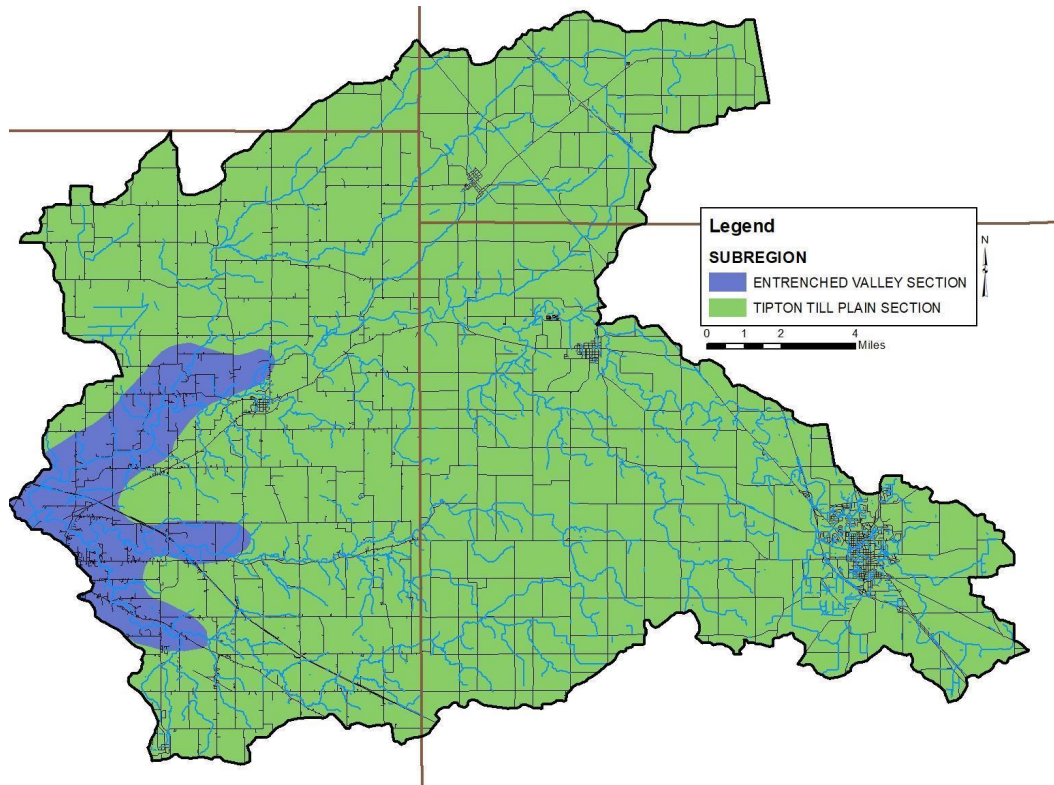 Legend
SUBREGION
ENTRENCHED VALLEY SECTION
TIPTON TILL PLAIN SECTION
N
0 1 2 4
Miles